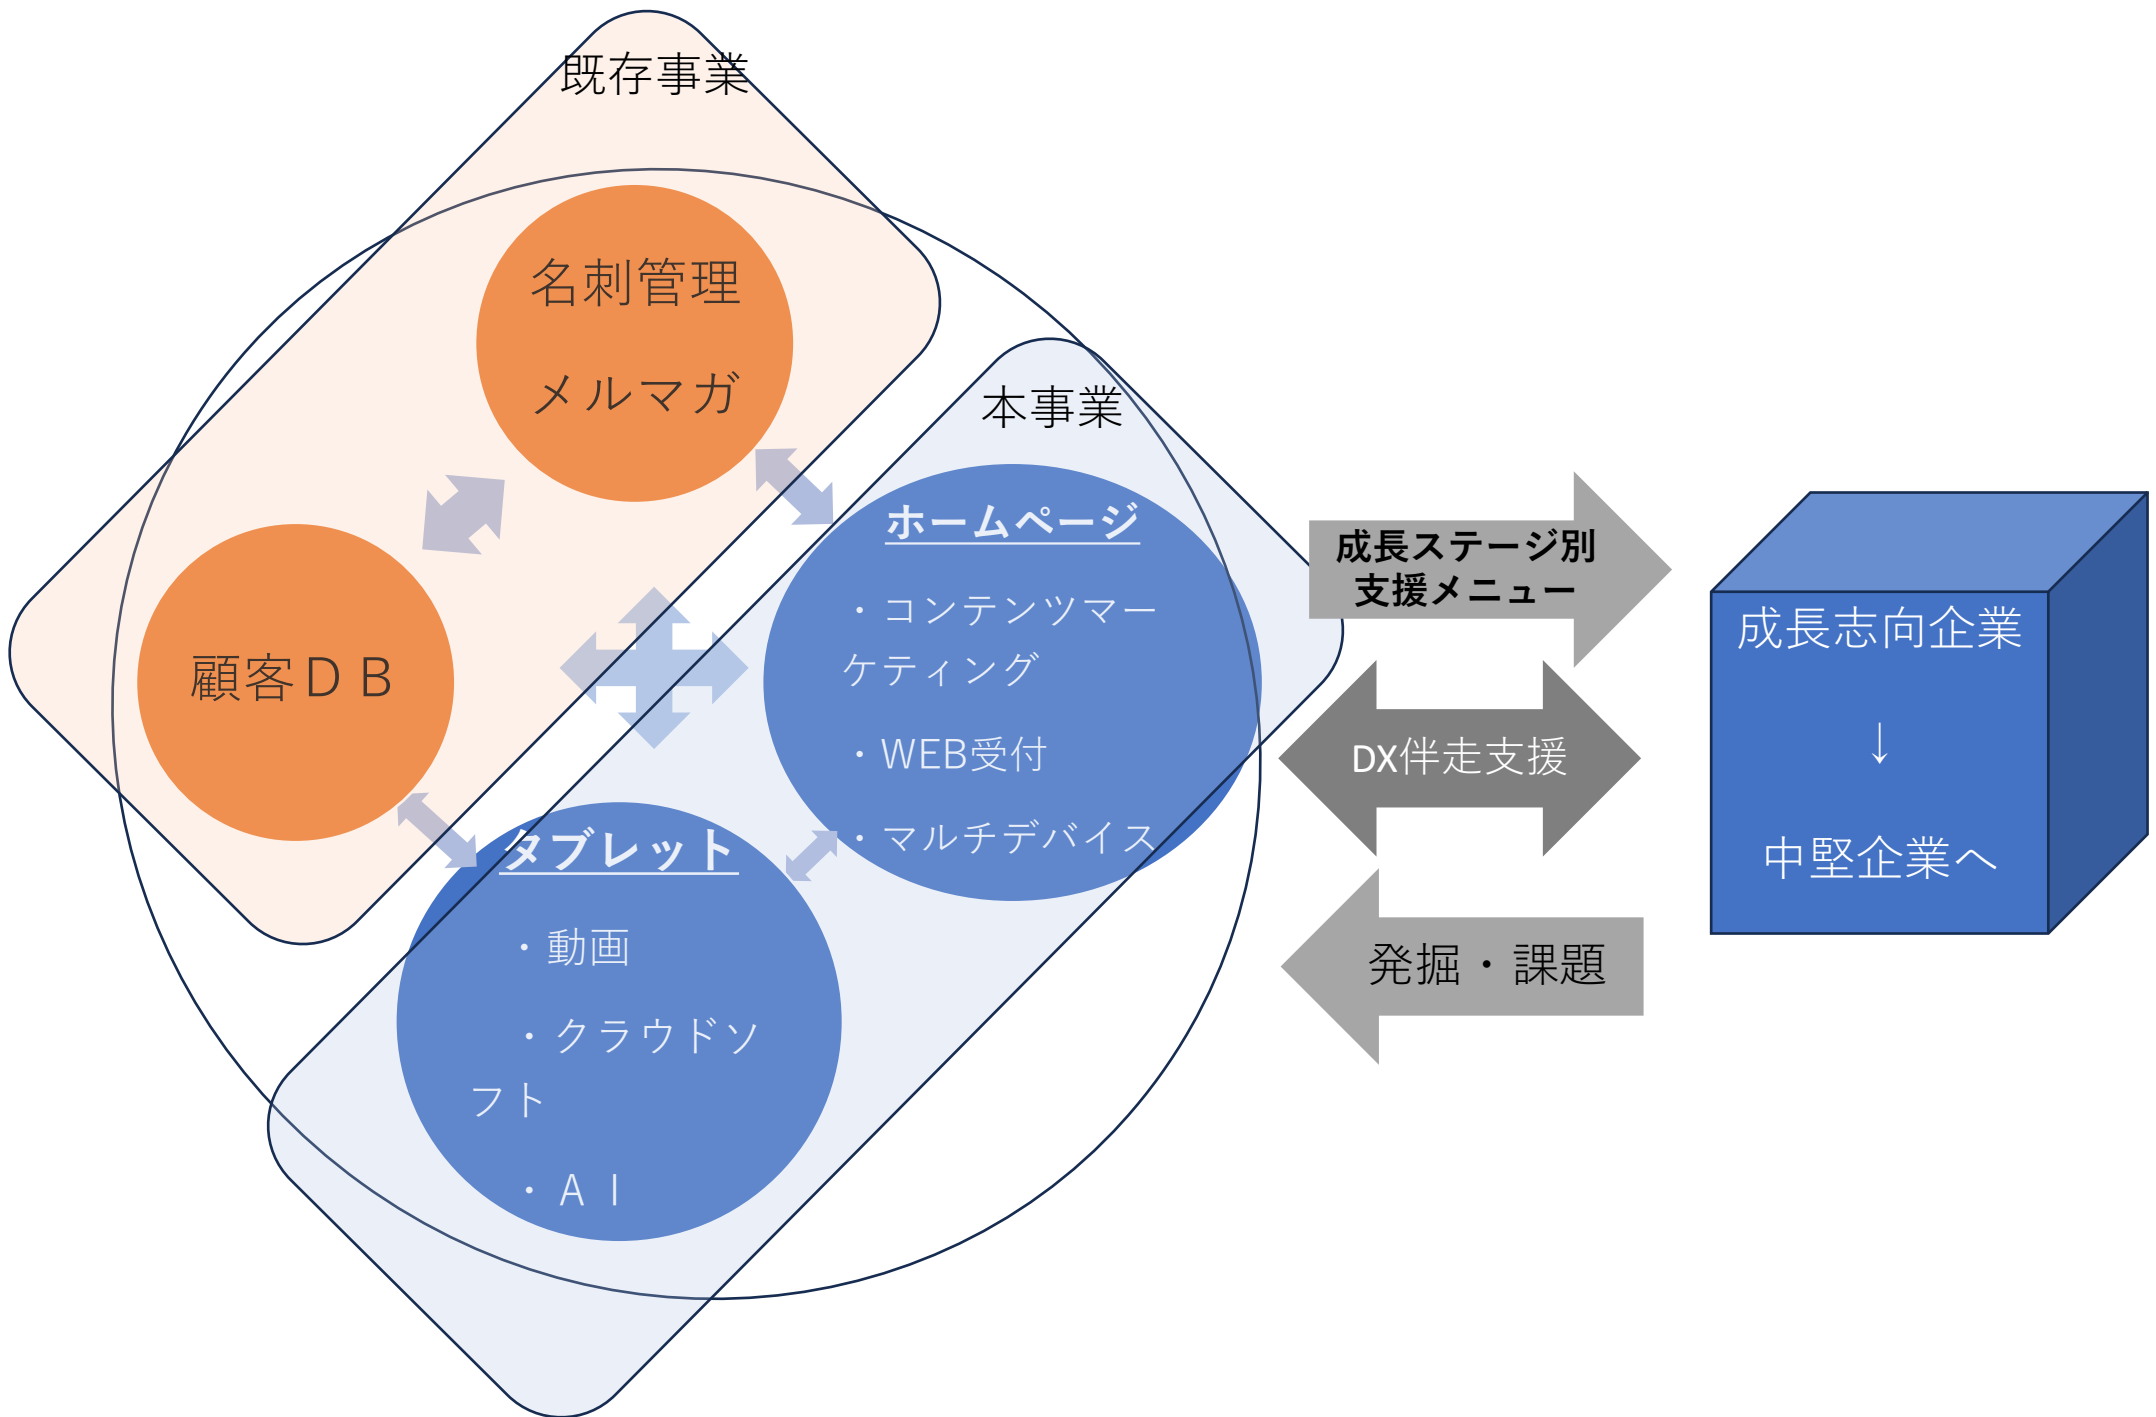 既存事業
名刺管理
メルマガ
顧客ＤＢ
本事業
ホームページ
・コンテンツマー
ケティング
・WEB受付
・マルチデバイス
タブレット
・動画
・クラウドソ
フト
・ＡＩ
成長ステージ別
支援メニュー
DX伴走支援
発掘・課題
成長志向企業
↓
中堅企業へ